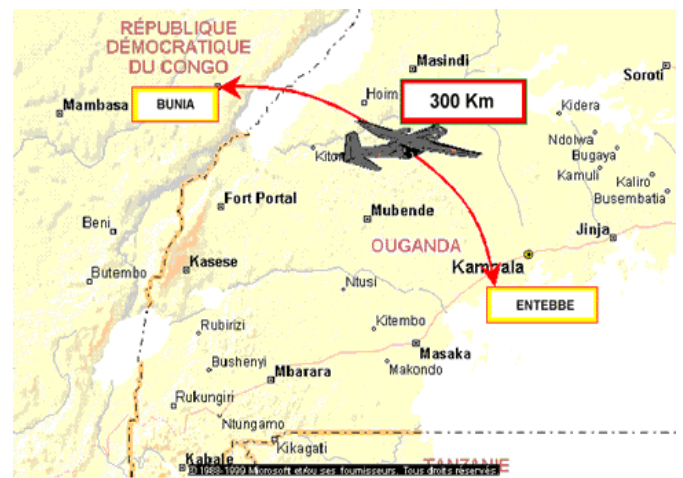 RÉPUBLIQUE
DÉMOCRATIQUE
DU CONGO
Masindi
Soroti
Mambasa
BUNIA
Hoim
300 Km
Kidera
Ndolwa
Bugaya
Kamuli
Kaliro
Busembatia
Fort Portal
Mubende
Beni
OUGANDA
Jinja
Kampala
Kasese
Butembo
Ntusi
ENTEBBE
Rubirizi
Kitembo
Masaka
Bushenyi
Makondo
Mbarara
Rukungiri
Ntungamo
Kikagati
Kabale
TANZANIE
© 1988-1999 Microsoft et/ou ses fournisseurs. Tous droits réservés